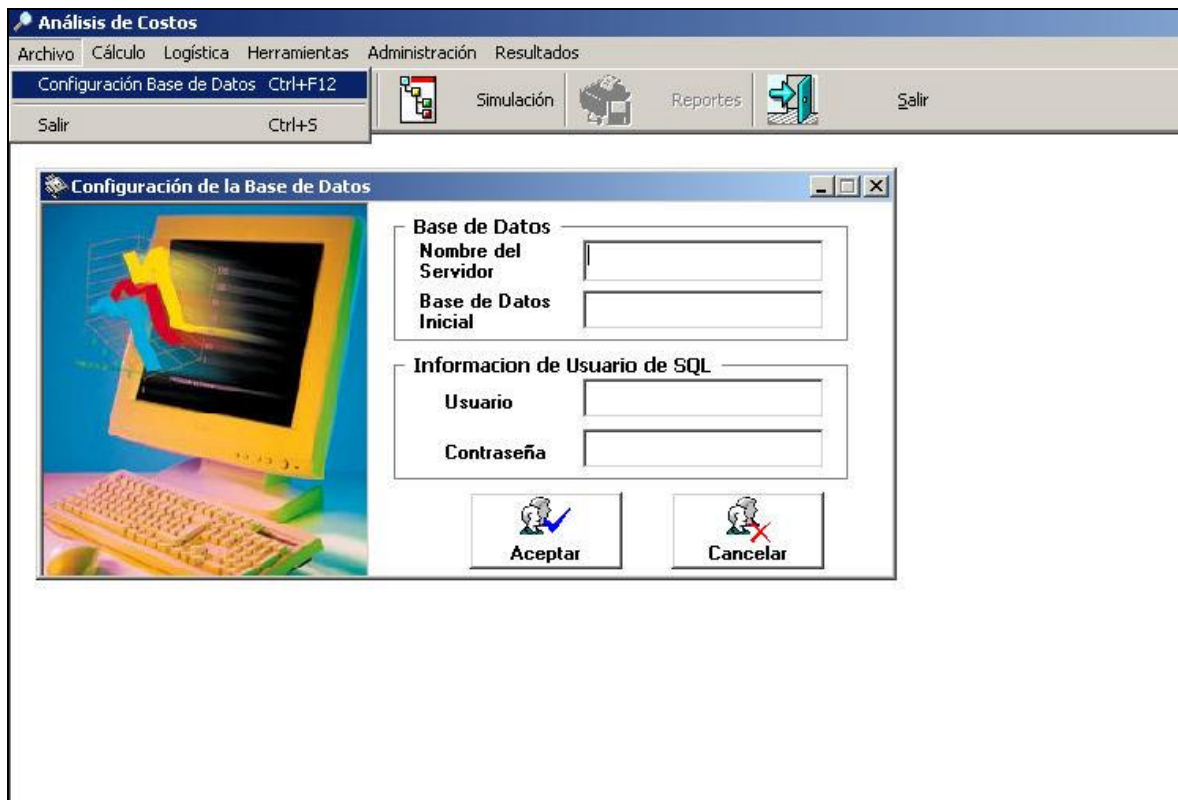 Análisis de Costos
Archivo Cálculo Logística Herramientas Administración Resultados
Configuración Base de Datos Ctrl+F12
Salir Ctrl+S
Simulación Reportes Salir
Configuración de la Base de Datos
Base de Datos
Nombre del
Servidor
Base de Datos
Inicial
Informacion de Usuario de SQL
Usuario
Contraseña
Aceptar Cancelar